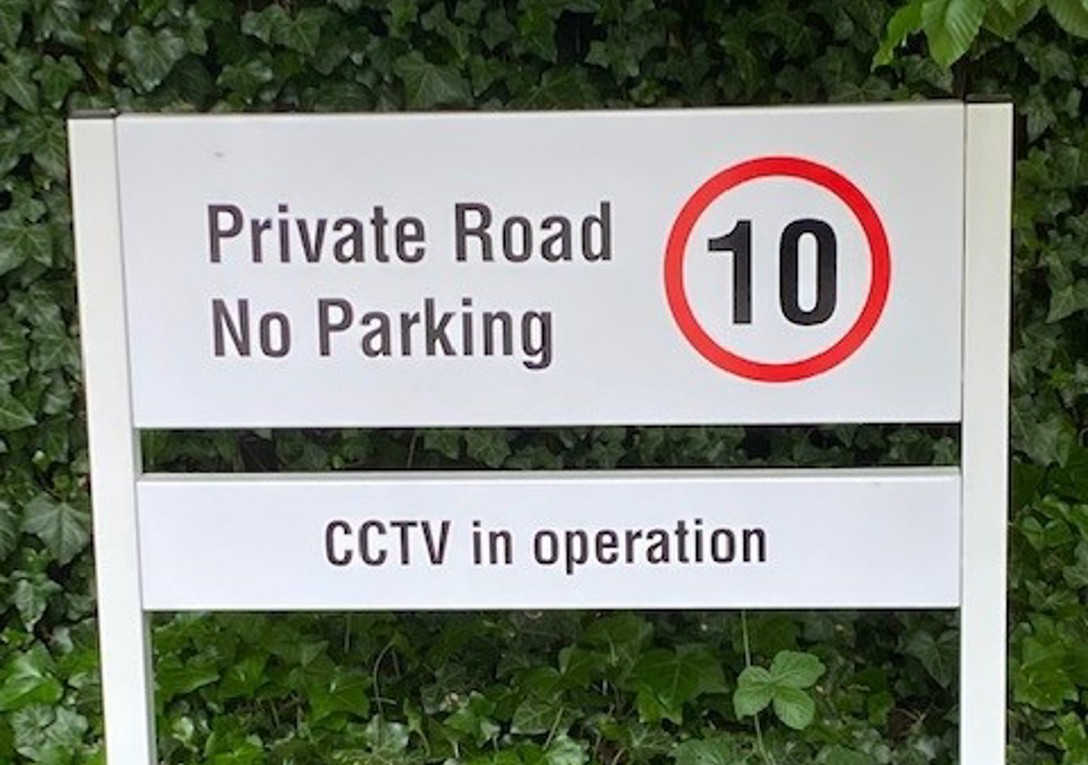 Private Road
No Parking
10
CCTV in operation